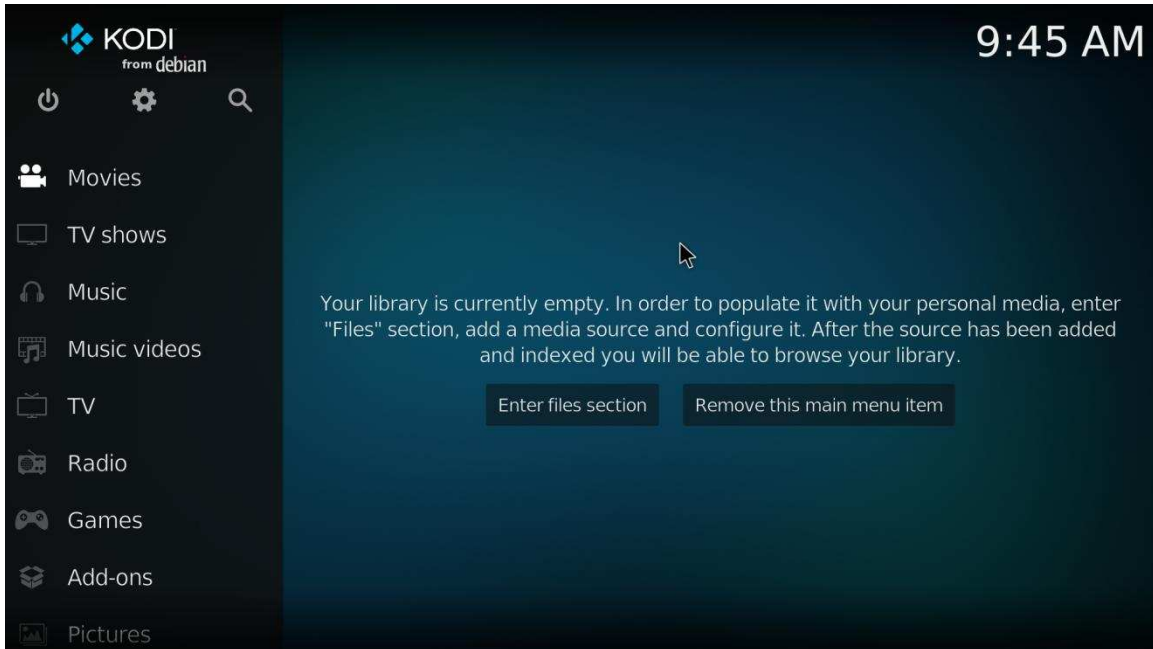 KODI
from debian
9:45 AM
Movies
TV shows
Music
Music videos
TV
Radio
Games
Add-ons
Pictures
Your library is currently empty. In order to populate it with your personal media, enter
"Files" section, add a media source and configure it. After the source has been added
and indexed you will be able to browse your library.
Enter files section
Remove this main menu item